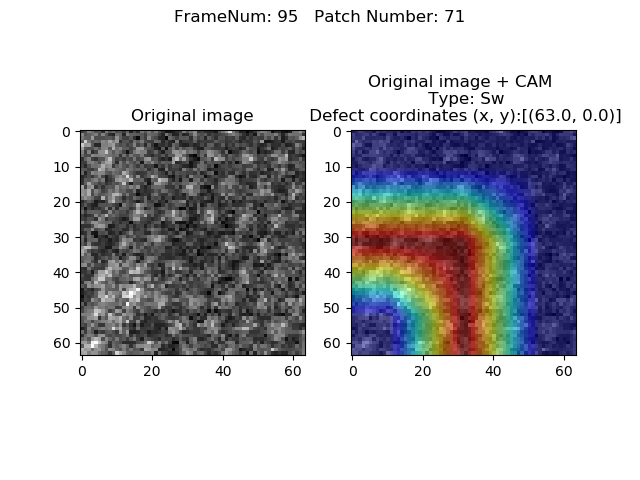 FrameNum: 95   Patch Number: 71
Original image
Original image + CAM
Type: Sw
Defect coordinates (x, y):[(63.0, 0.0)]
0
10
20
30
40
50
60
0 20 40 60
0
10
20
30
40
50
60
0 20 40 60